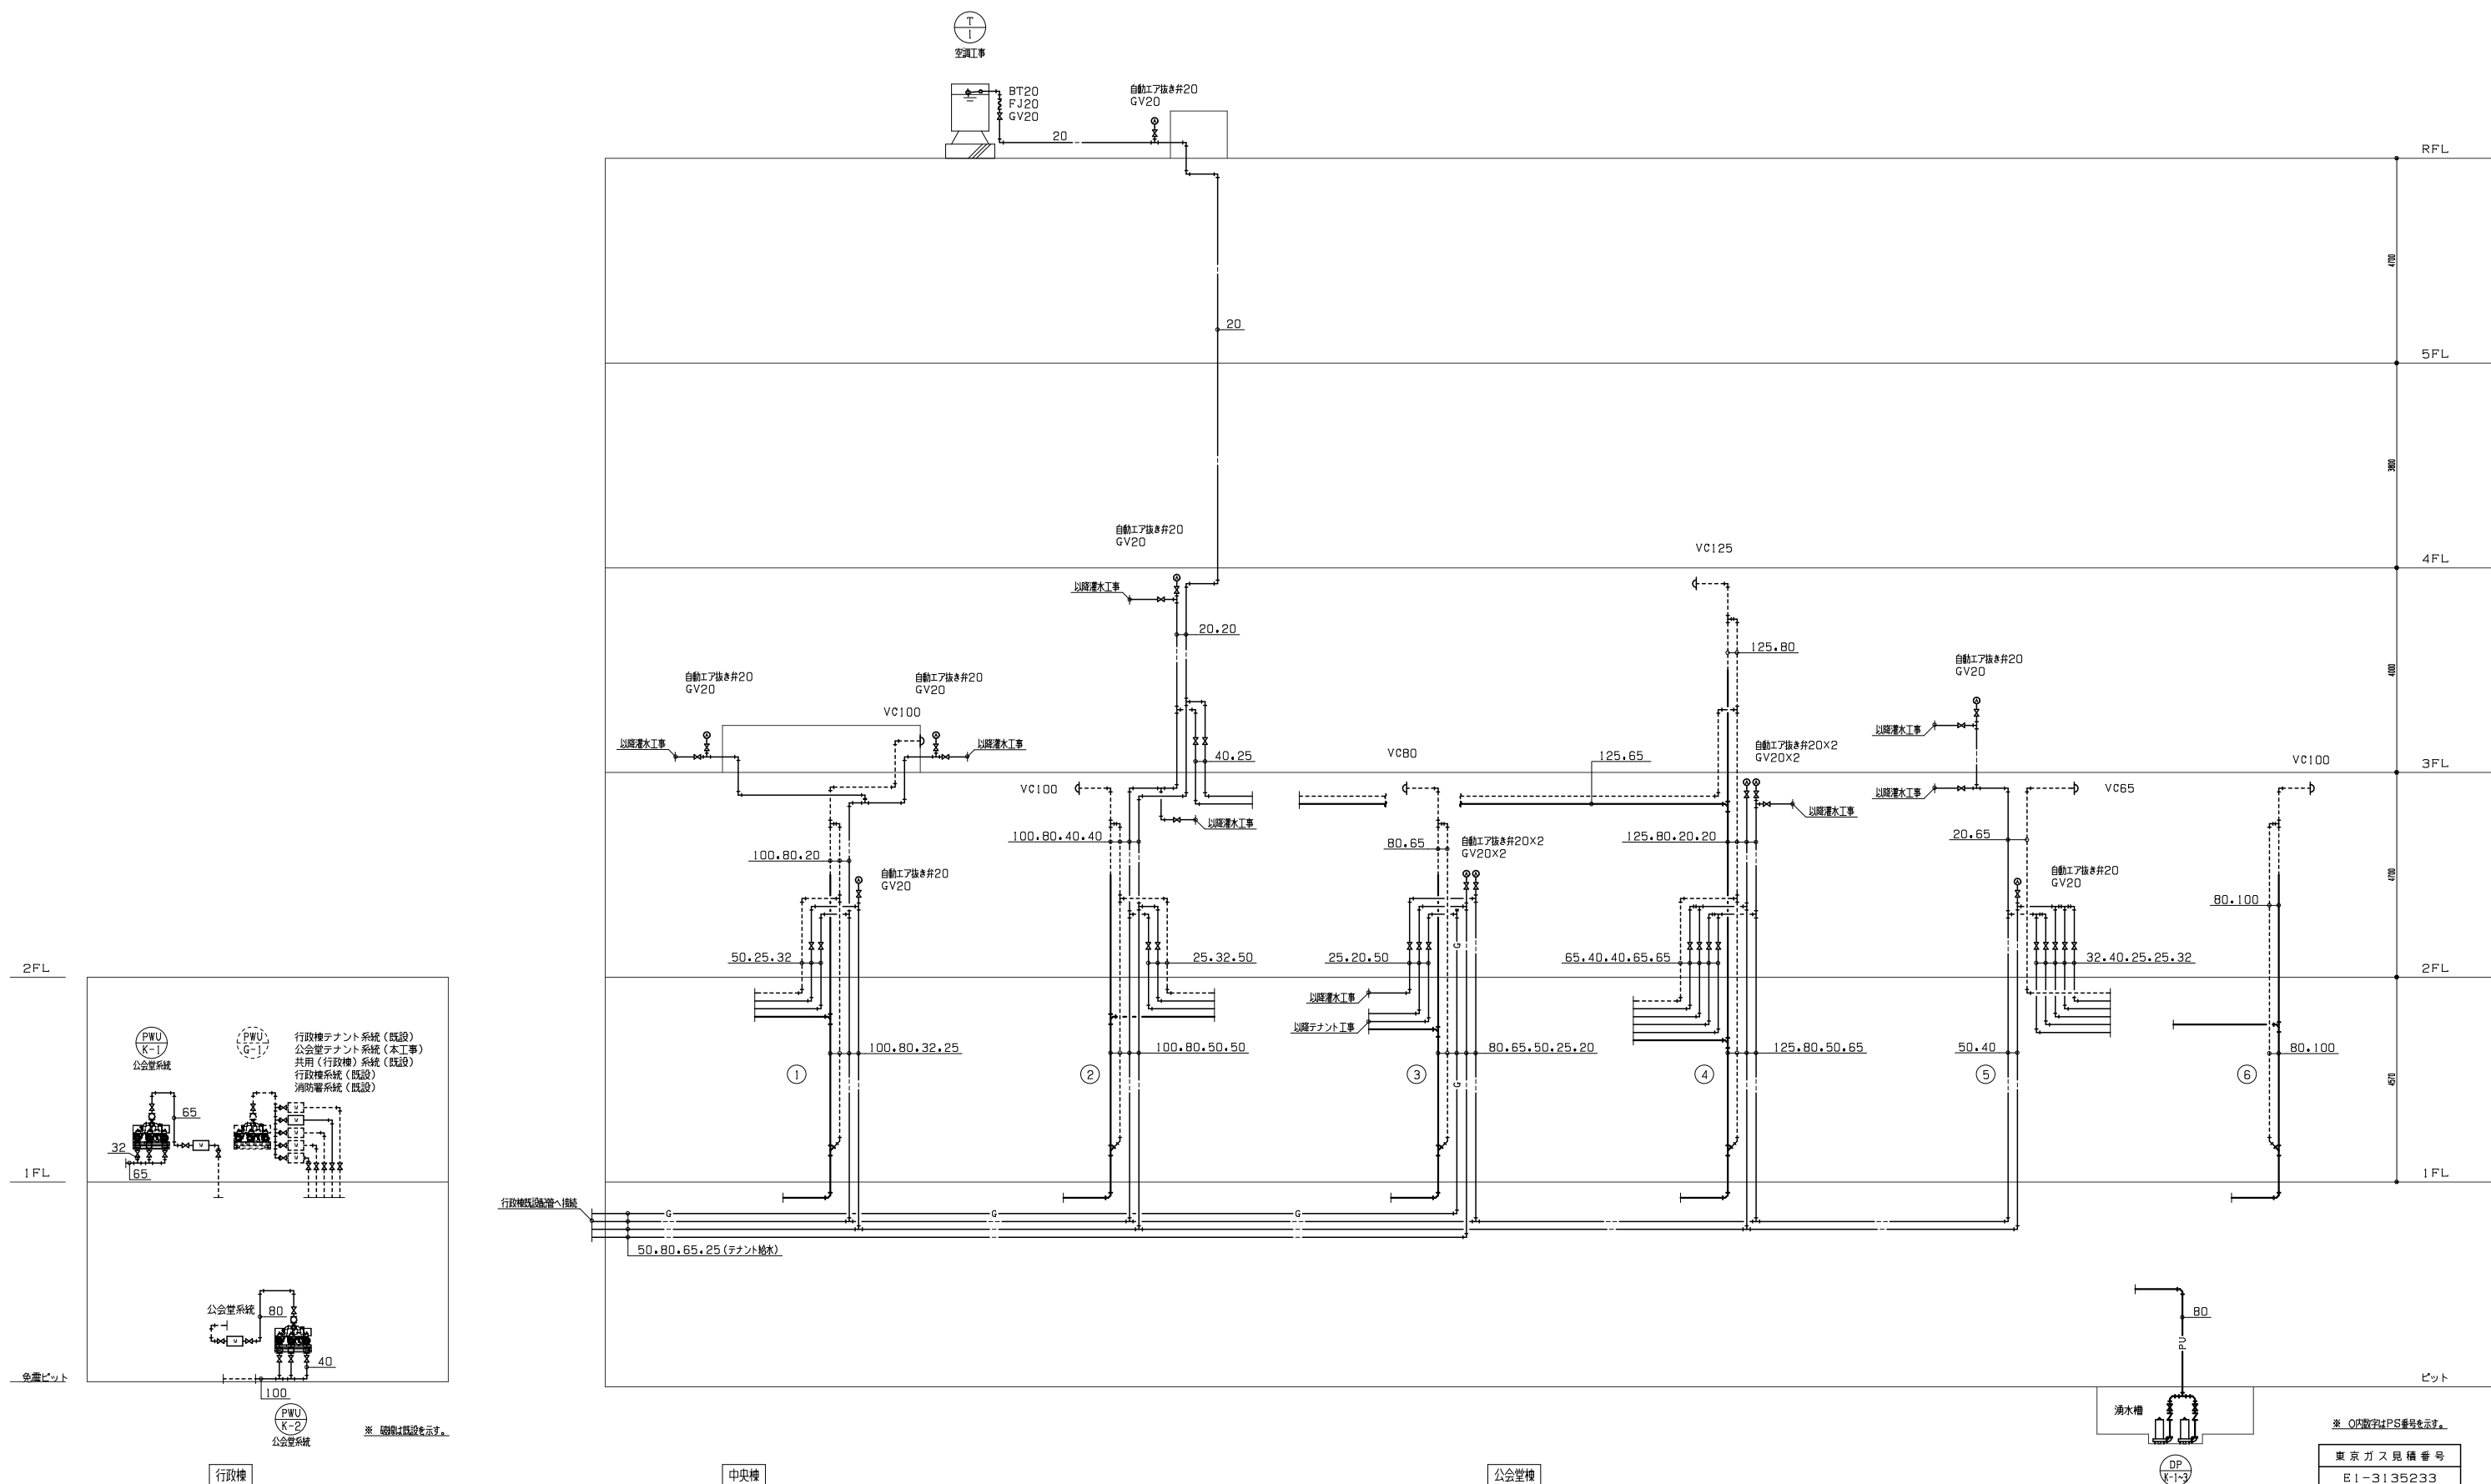 T
1
空調工事
BT20
FJ20
GV20
自動エア抜き弁20
GV20
20
RFL
4700
20
5FL
3800
自動エア抜き弁20
GV20
VC125
4FL
以降灌水工事
20.20
125.80
4000
自動エア抜き弁20
GV20
自動エア抜き弁20
GV20
VC100
自動エア抜き弁20
GV20
以降灌水工事
以降灌水工事
以降灌水工事
40.25
VC80
125.65
自動エア抜き弁20X2
GV20X2
VC100
3FL
VC100
以降灌水工事
VC65
以降灌水工事
以降灌水工事
100.80.20
100.80.40.40
80.65
自動エア抜き弁20X2
GV20X2
125.80.20.20
20.65
自動エア抜き弁20
GV20
自動エア抜き弁20
GV20
4700
80.100
G
50.25.32
25.32.50
25.20.50
65.40.40.65.65
32.40.25.25.32
2FL
2FL
以降灌水工事
以降テナント工事
PWU
K-1
公会堂系統
PWU
G-1
行政棟テナント系統(既設)
公会堂テナント系統(本工事)
共用(行政棟)系統(既設)
行政棟系統(既設)
消防署系統(既設)
100.80.32.25
100.80.50.50
80.65.50.25.20
125.80.50.65
50.40
80.100
1
2
3
4
5
6
G
4570
65
32
65
M
M
M
M
M
M
1FL
1FL
行政棟既設配管へ接続
G
G
G
50.80.65.25(テナント給水)
公会堂系統
80
M
40
100
80
PU
免震ピット
ピット
PWU
K-2
公会堂系統
※ 破線は既設を示す。
湧水槽
DP
K-1~3
※ O内数字はPS番号を示す。
行政棟
中央棟
公会堂棟
東京ガス見積番号
E1-3135233